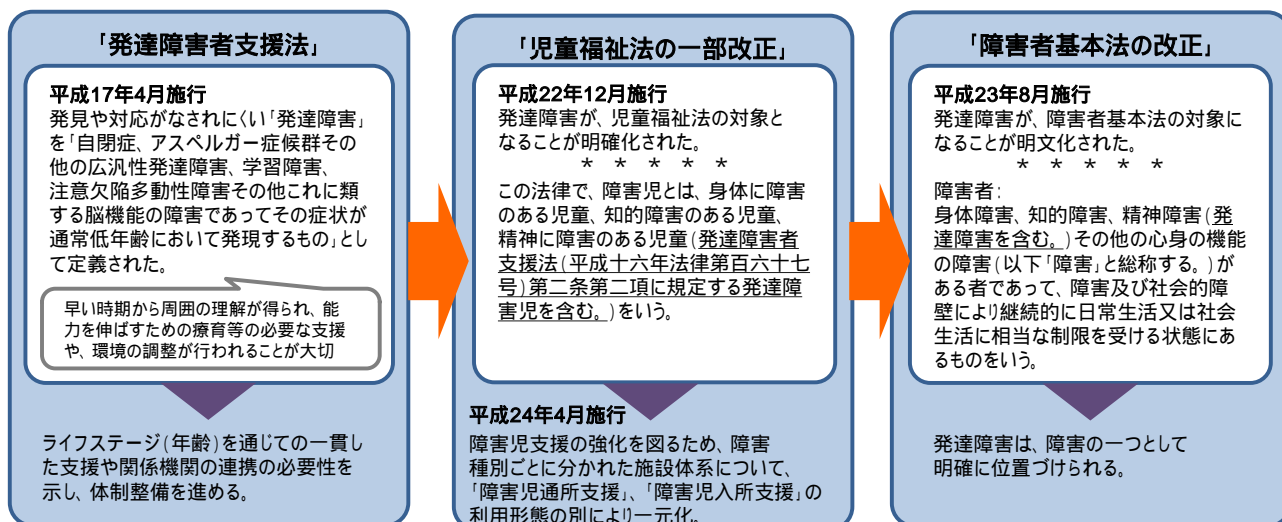 「発達障害者支援法」
平成17年4月施行
発見や対応がなされにくい「発達障害」
を「自閉症、アスペルガー症候群その
他の広汎性発達障害、学習障害、
注意欠陥多動性障害その他これに類
する脳機能の障害であってその症状が
通常低年齢において発現するもの」とし
て定義された。
早い時期から周囲の理解が得られ、能
力を伸ばすための療育等の必要な支援
や、環境の調整が行われることが大切
ライフステージ(年齢)を通じての一貫し
た支援や関係機関の連携の必要性を
示し、体制整備を進める。
「児童福祉法の一部改正」
平成22年12月施行
発達障害が、児童福祉法の対象と
なることが明確化された。
* * * * *
この法律で、障害児とは、身体に障害
のある児童、知的障害のある児童、
精神に障害のある児童(発達障害者
支援法(平成十六年法律第百六十七
号)第二条第二項に規定する発達障
害児を含む。)をいう。
平成24年4月施行
障害児支援の強化を図るため、障害
種別ごとに分かれた施設体系について、
「障害児通所支援」、「障害児入所支援」の
利用形態の別により一元化。
「障害者基本法の改正」
平成23年8月施行
発達障害が、障害者基本法の対象に
なることが明文化された。
* * * * *
障害者:
身体障害、知的障害、精神障害(発
達障害を含む。)その他の心身の機能
の障害(以下「障害」と総称する。)が
ある者であって、障害及び社会的障
壁により継続的に日常生活又は社会
生活に相当な制限を受ける状態にあ
るものをいう。
発達障害は、障害の一つとして
明確に位置づけられる。